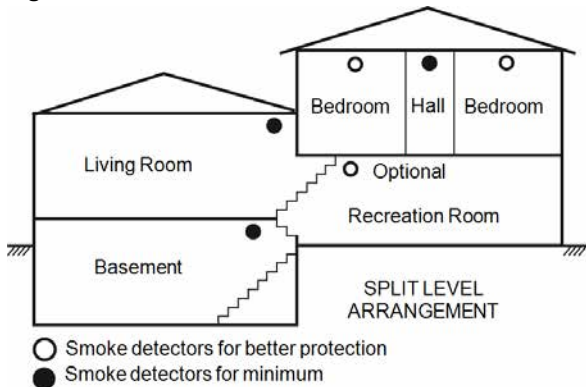 Bedroom
Hall
Bedroom
Living Room
Optional
Recreation Room
Basement
SPLIT LEVEL
ARRANGEMENT
Smoke detectors for better protection
Smoke detectors for minimum